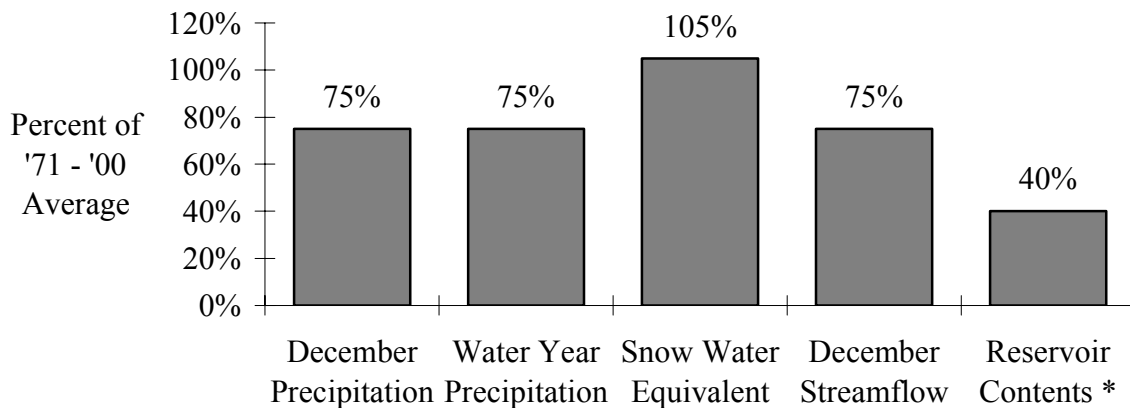 120%
100%
80%
60%
40%
20%
0%
Percent of
'71 - '00
Average
75%
75%
105%
75%
40%
December
Precipitation
Water Year
Precipitation
Snow Water
Equivalent
December
Streamflow
Reservoir
Contents *